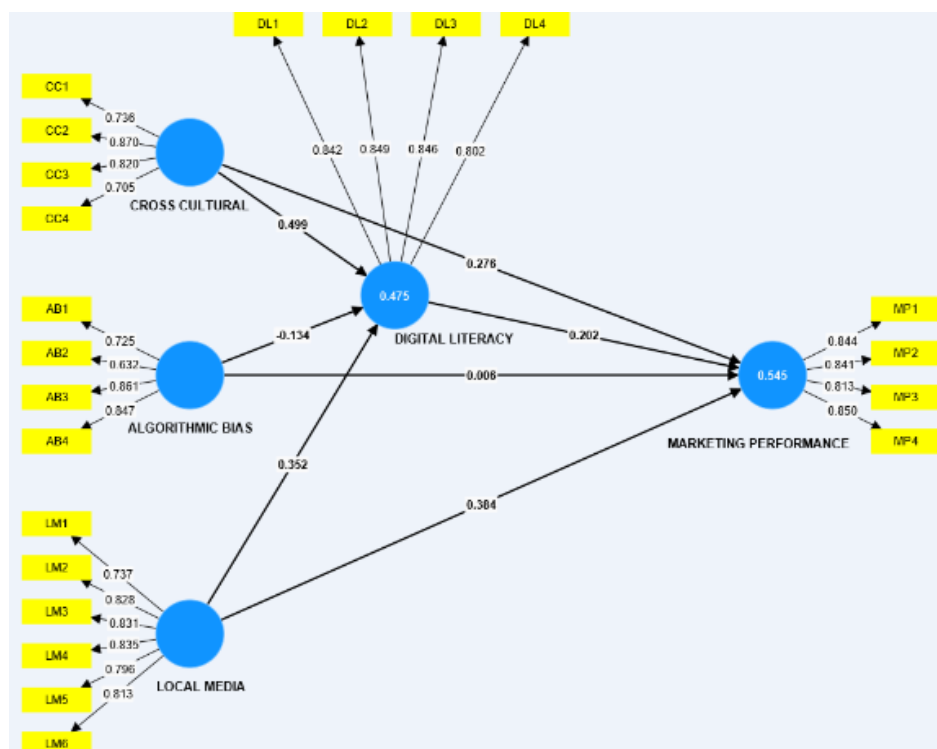 DL1
DL2
DL3
DL4
CC1
CC2
CC3
CC4
0.736
0.870
0.820
0.705
CROSS CULTURAL
0.842
0.849
0.846
0.802
0.499
0.276
0.475
DIGITAL LITERACY
-0.134
0.202
0.006
AB1
AB2
AB3
AB4
0.725
0.632
0.861
0.847
ALGORITHMIC BIAS
0.545
MARKETING PERFORMANCE
0.844
0.841
0.813
0.850
MP1
MP2
MP3
MP4
0.352
0.384
LM1
LM2
LM3
LM4
LM5
LM6
0.737
0.828
0.831
0.835
0.796
0.813
LOCAL MEDIA